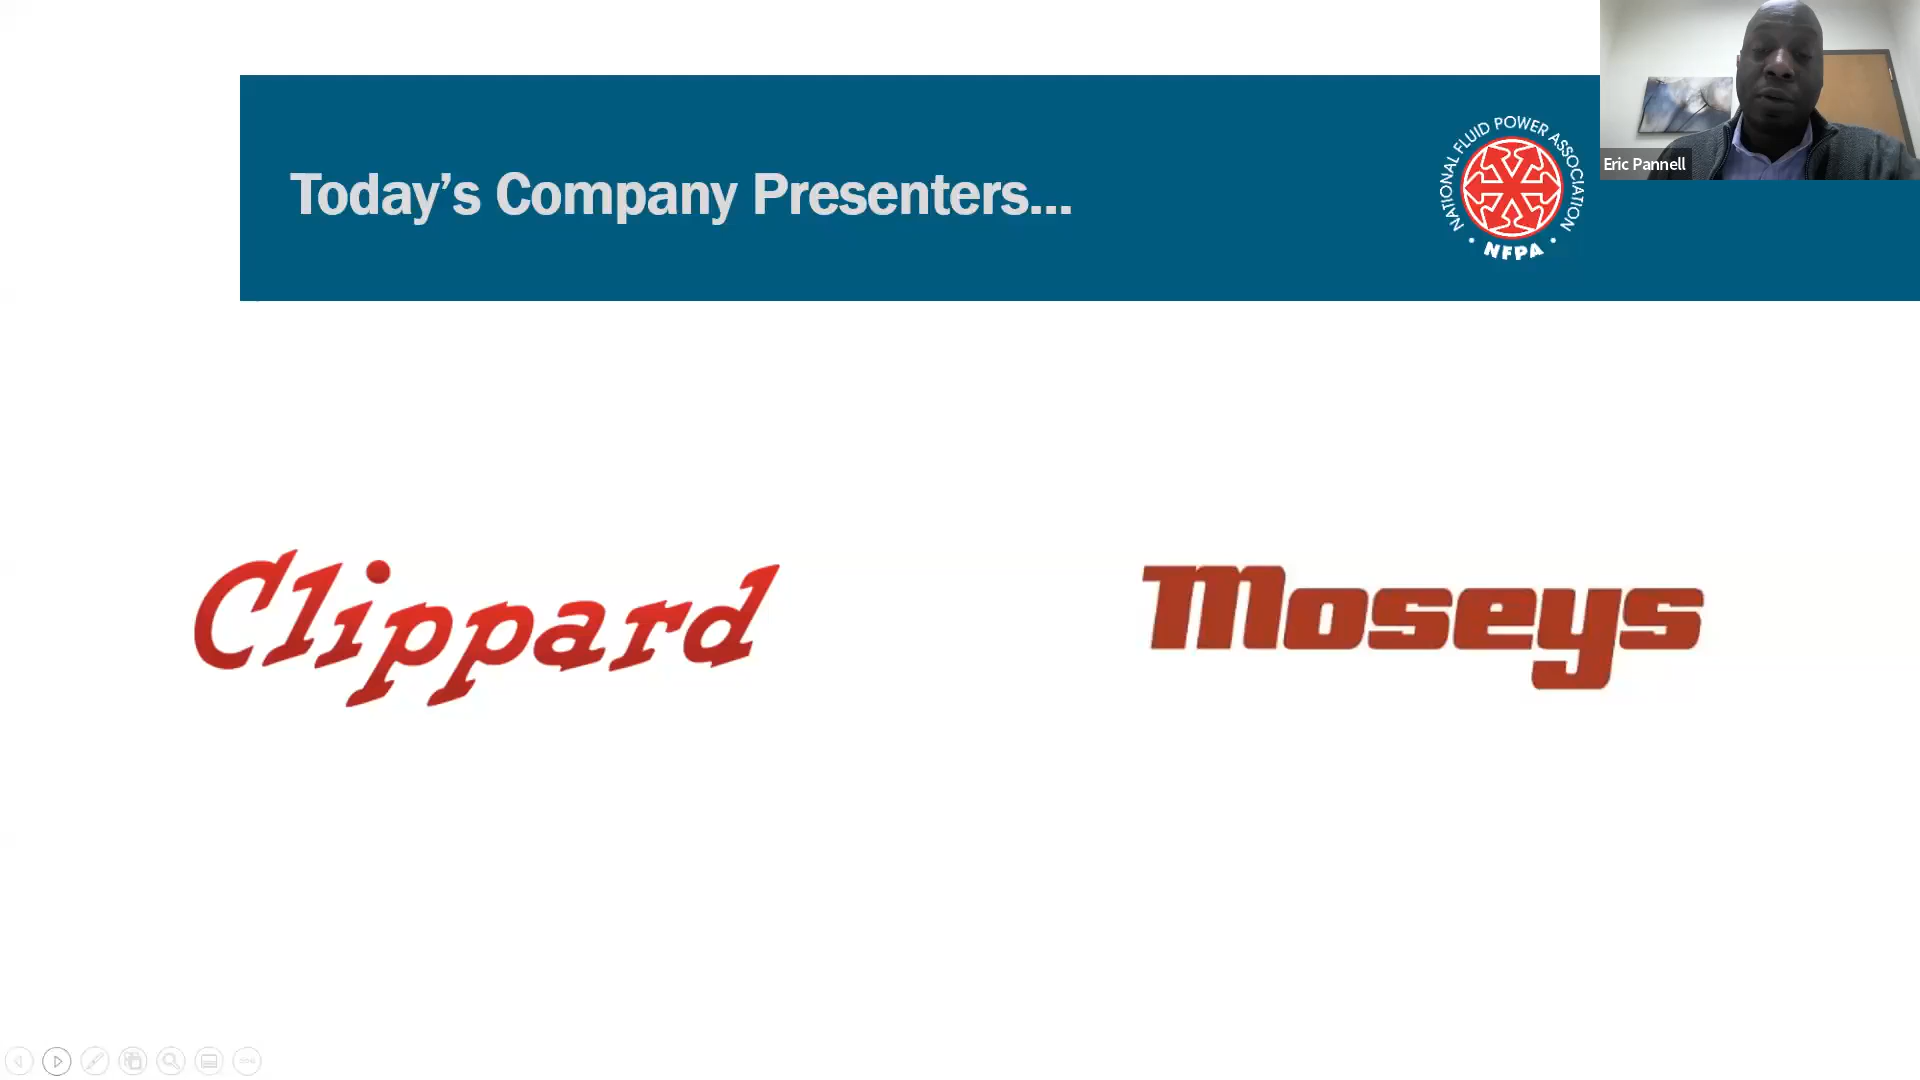 Today’s Company Presenters...
NATIONAL FLUID POWER ASSOCIATION
• NFPA •
Eric Pannell
Clippard
Moseys